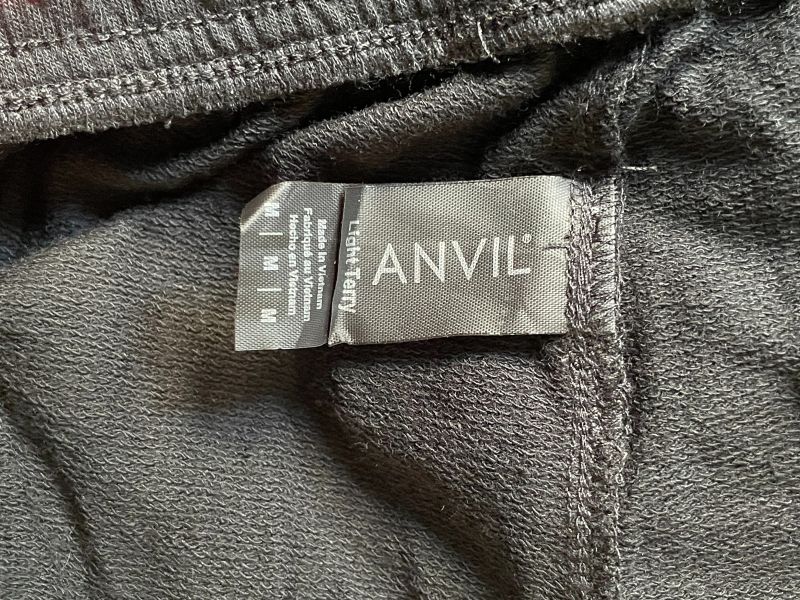 ANVIL®
Light Terry
Made in Vietnam
Fabriqué au Vietnam
Hecho en Vietnam
M | M | M